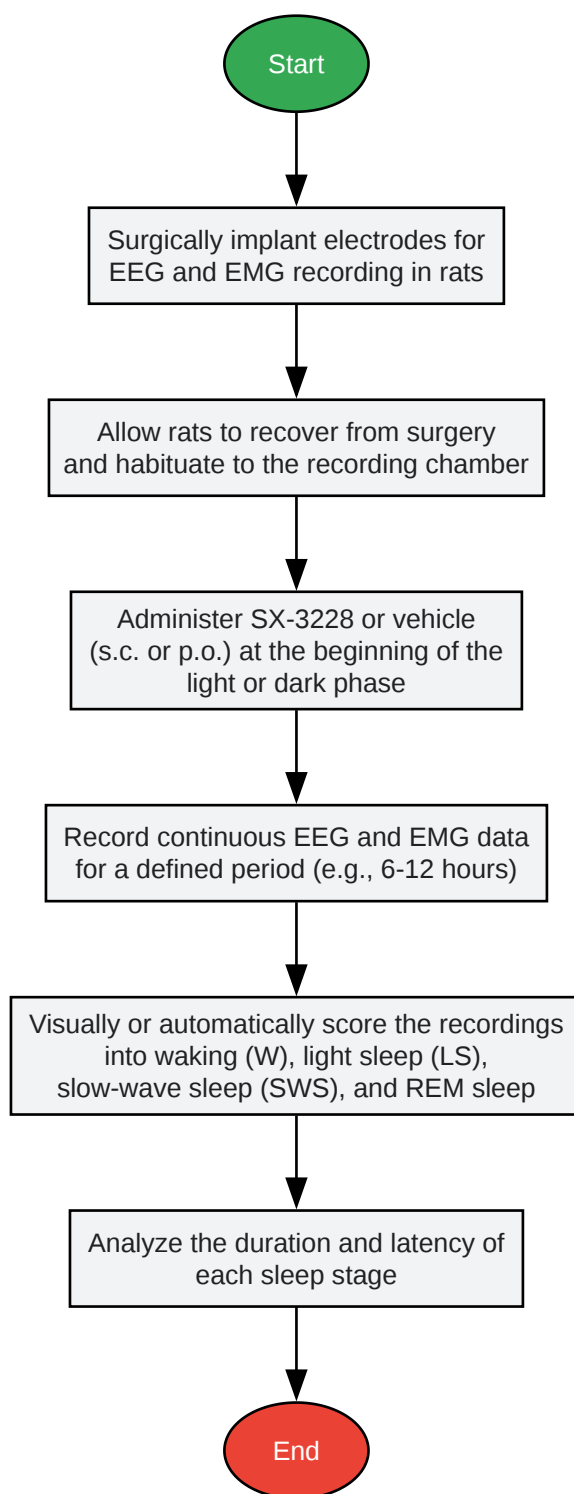 Start
Surgically implant electrodes for
EEG and EMG recording in rats
Allow rats to recover from surgery
and habituate to the recording chamber
Administer SX-3228 or vehicle
(s.c. or p.o.) at the beginning of the
light or dark phase
Record continuous EEG and EMG data
for a defined period (e.g., 6-12 hours)
Visually or automatically score the recordings
into waking (W), light sleep (LS),
slow-wave sleep (SWS), and REM sleep
Analyze the duration and latency of
each sleep stage
End